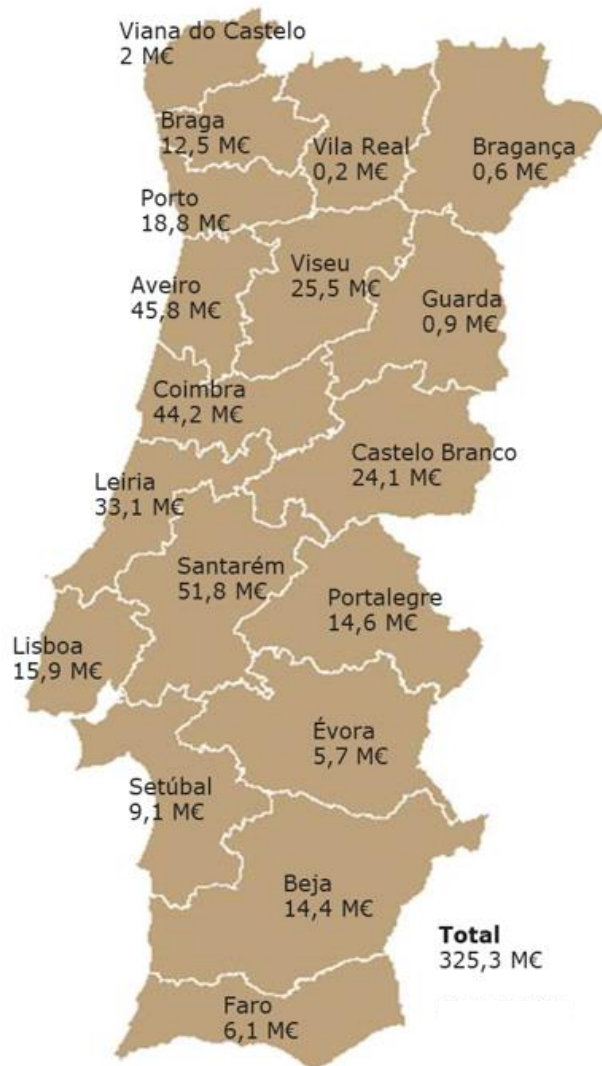 Viana do Castelo
2 M€
Braga
12,5 M€
Vila Real
0,2 M€
Bragança
0,6 M€
Porto
18,8 M€
Aveiro
45,8 M€
Viseu
25,5 M€
Guarda
0,9 M€
Coimbra
44,2 M€
Castelo Branco
24,1 M€
Leiria
33,1 M€
Santarém
51,8 M€
Portalegre
14,6 M€
Lisboa
15,9 M€
Évora
5,7 M€
Setúbal
9,1 M€
Beja
14,4 M€
Total
325,3 M€
Faro
6,1 M€